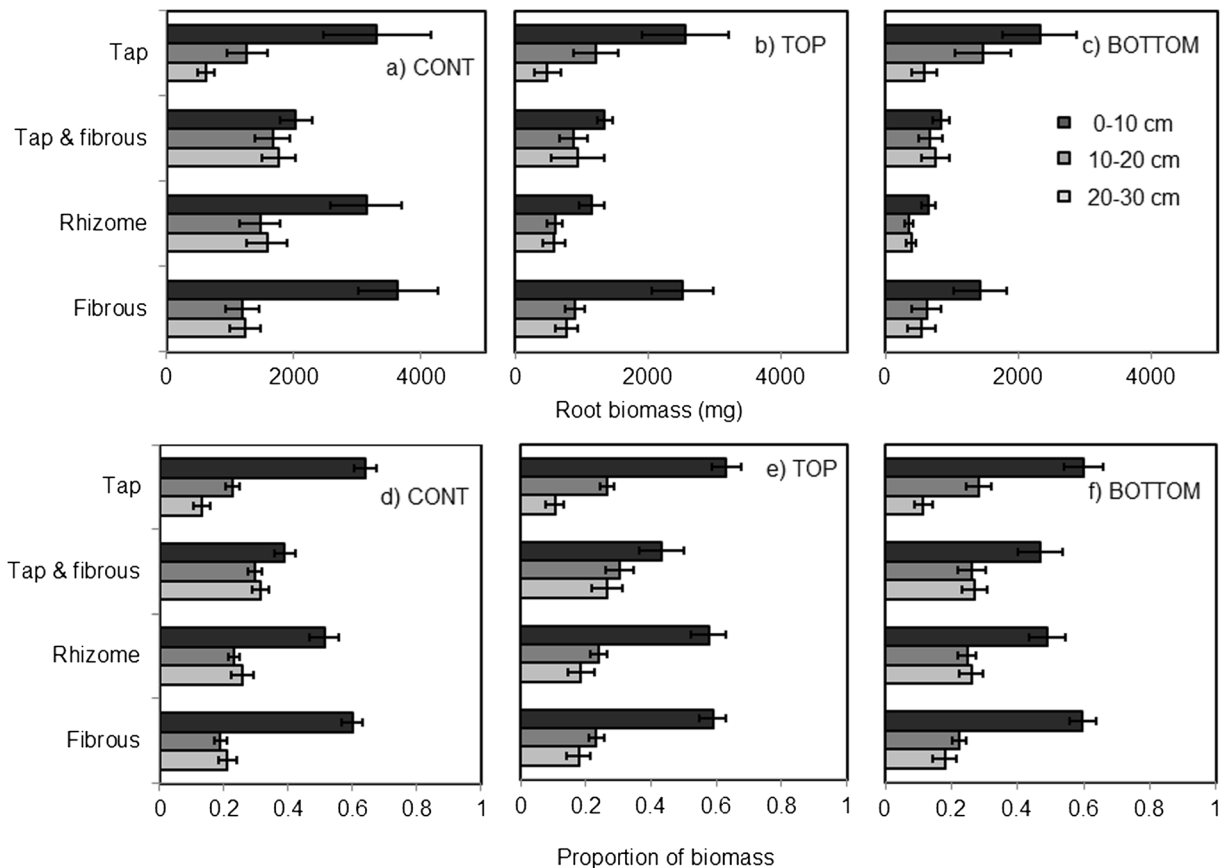 a) CONT
b) TOP
c) BOTTOM
Tap
Tap & fibrous
Rhizome
Fibrous
0-10 cm
10-20 cm
20-30 cm
0 2000 4000
0 2000 4000
0 2000 4000
Root biomass (mg)
d) CONT
e) TOP
f) BOTTOM
Tap
Tap & fibrous
Rhizome
Fibrous
0 0.2 0.4 0.6 0.8 1
0 0.2 0.4 0.6 0.8 1
0 0.2 0.4 0.6 0.8 1
Proportion of biomass